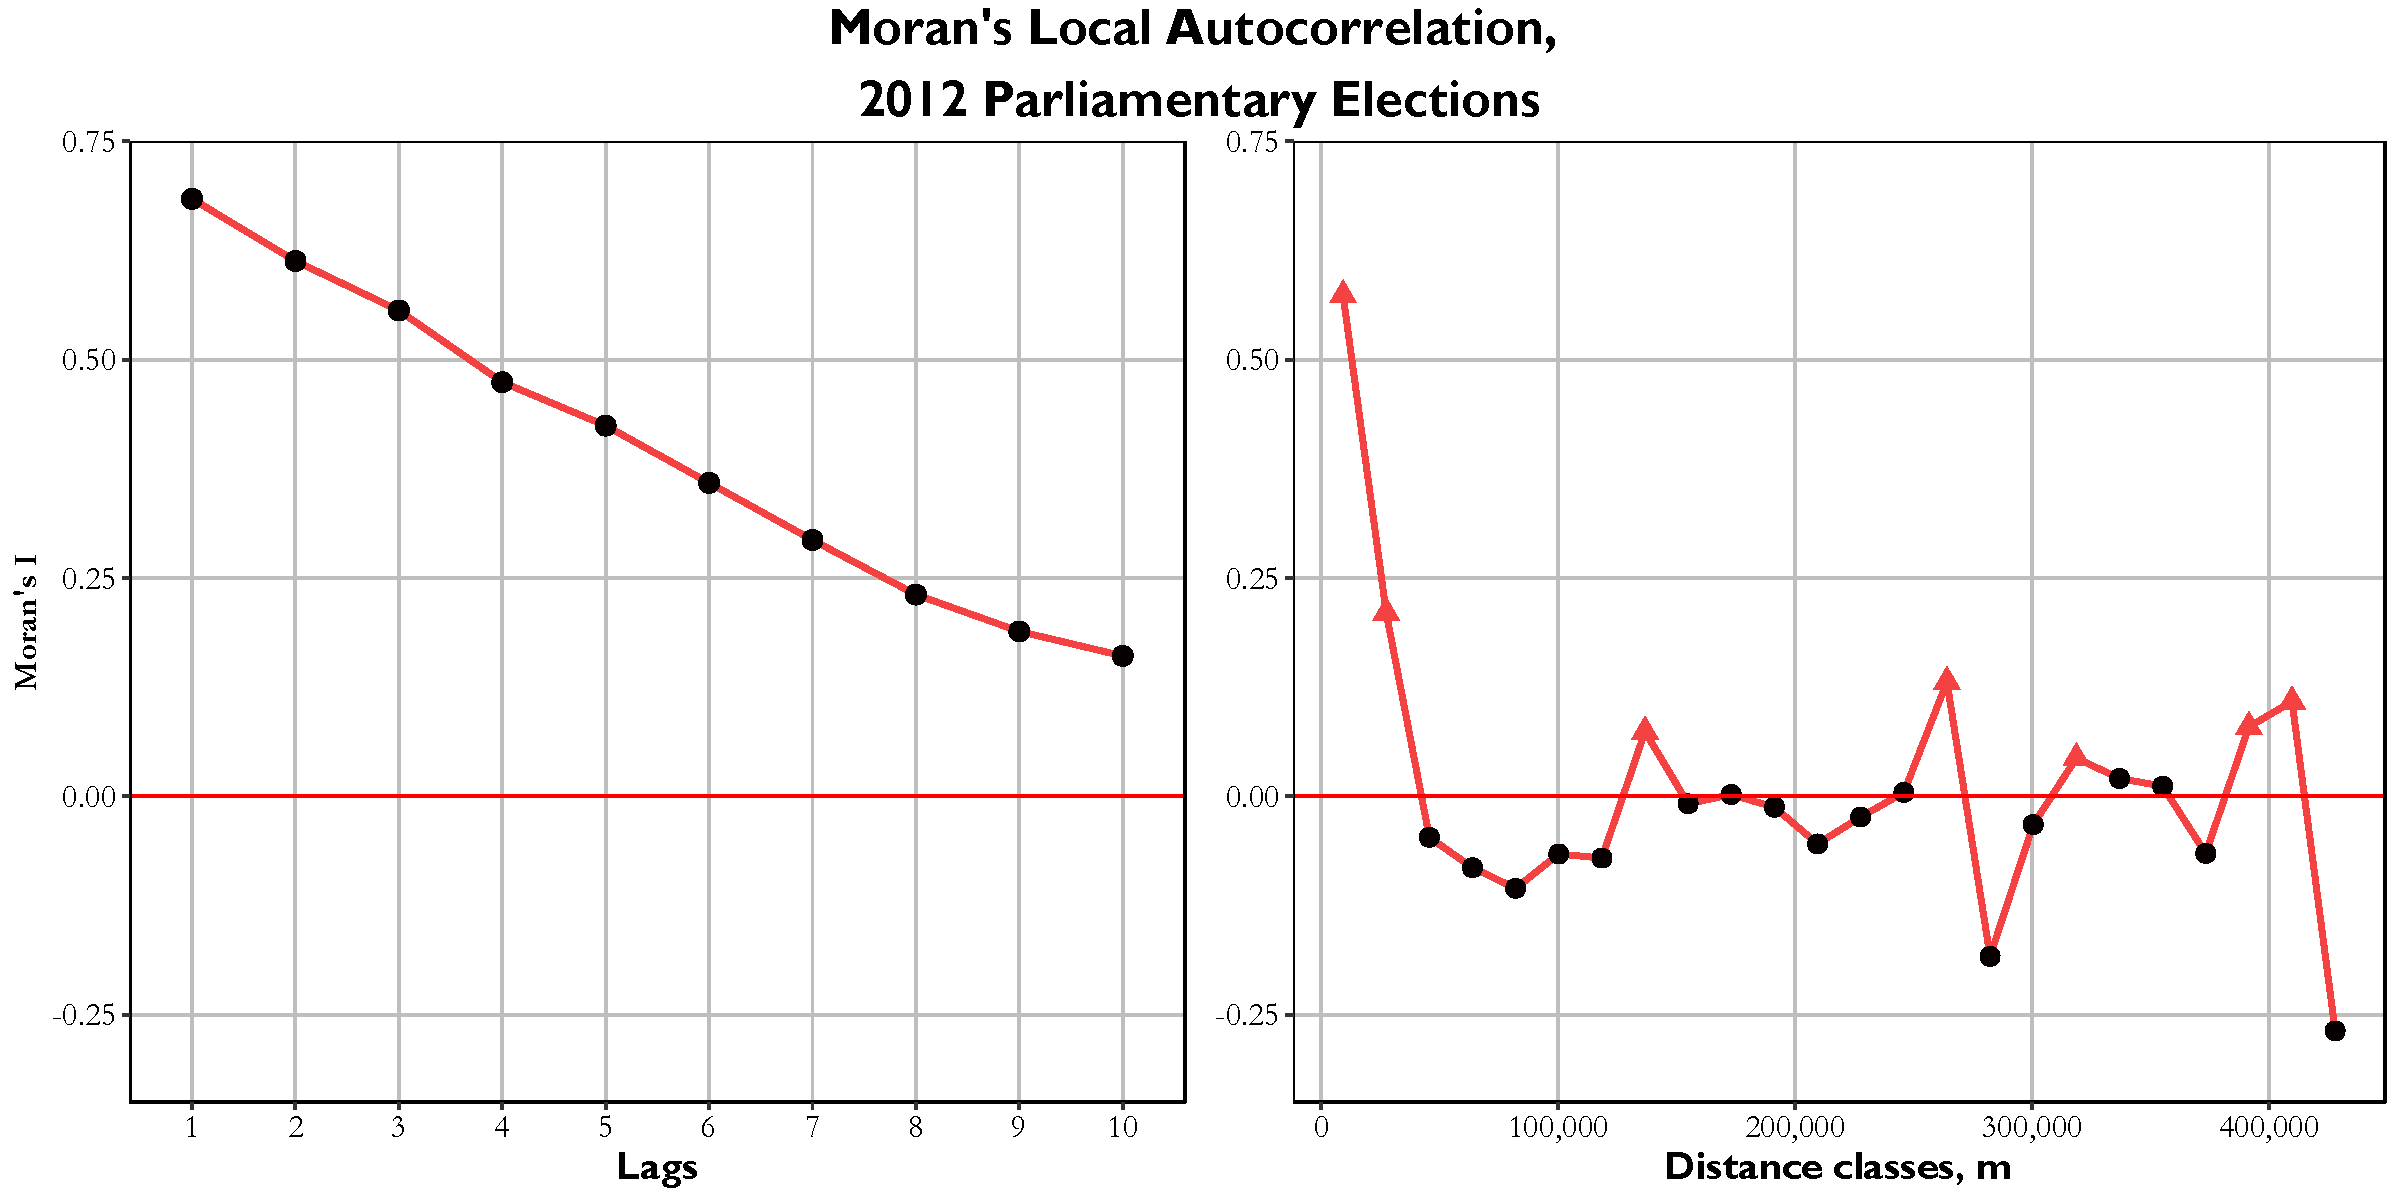 Moran's Local Autocorrelation,
2012 Parliamentary Elections
Moran's I
0.75
0.50
0.25
0.00
-0.25
1 2 3 4 5 6 7 8 9 10
Lags
0.75
0.50
0.25
0.00
-0.25
0 100,000 200,000 300,000 400,000
Distance classes, m